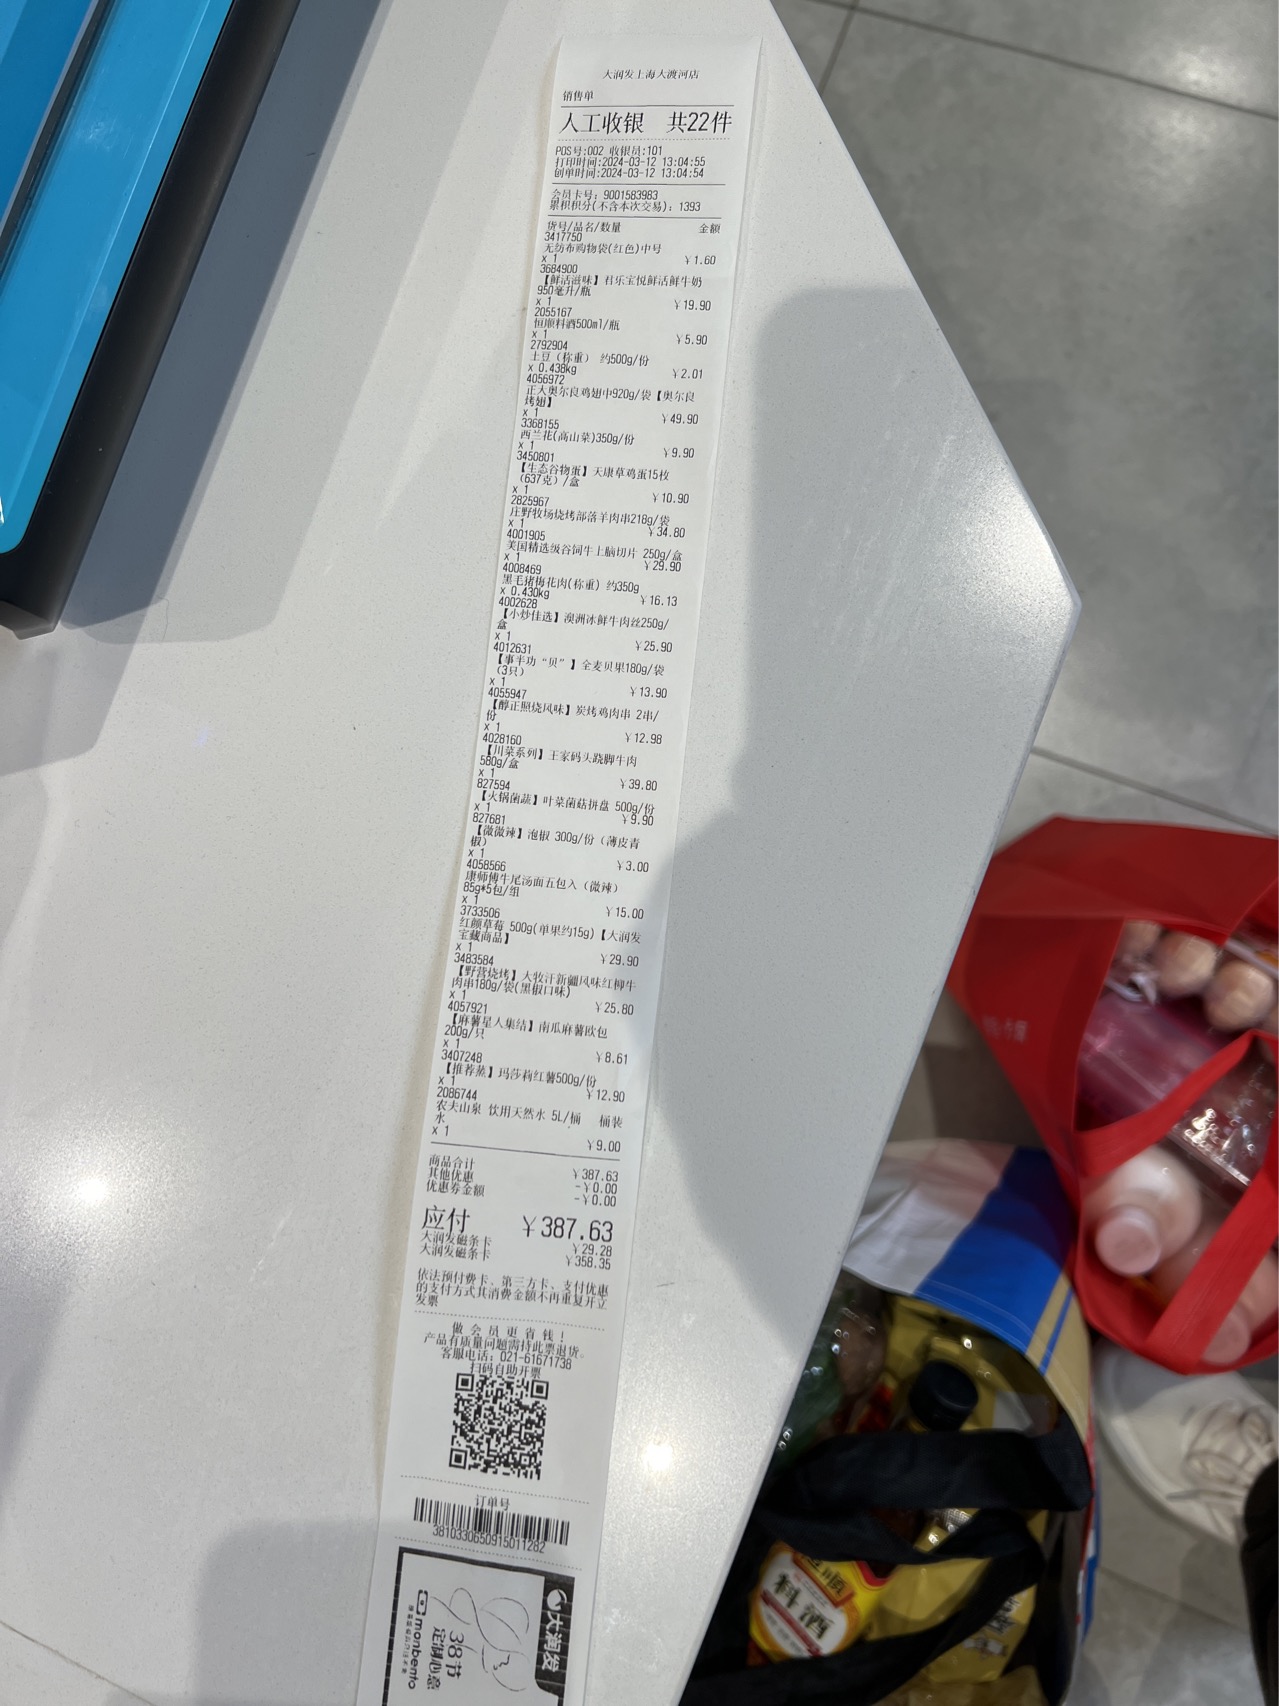 大润发上海大渡河店
销售单
人工收银 共22件
POS号:002 收银员:101
打印时间:2024-03-12 13:04:55
创单时间:2024-03-12 13:04:54
会员卡号: 9001583983
累积积分(不含本次交易): 1393
货号/品名/数量 金额
3417750
无纺布购物袋(红色)中号
x 1 ¥1.60
3684900
【鲜活滋味】君乐宝悦鲜活鲜牛奶
950毫升/瓶
x 1 ¥19.90
2055167
恒顺料酒500ml/瓶
x 1 ¥5.90
2792904
土豆（称重） 约500g/份
x 0.438kg ¥2.01
4056972
正大奥尔良鸡翅中920g/袋【奥尔良
烤翅】
x 1 ¥49.90
3368155
西兰花(高山菜)350g/份
x 1 ¥9.90
3450801
【生态谷物蛋】天康草鸡蛋15枚
（637克）/盒
x 1 ¥10.90
2825967
庄野牧场烧烤部落羊肉串218g/袋
x 1 ¥34.80
4001905
美国精选级谷饲牛上脑切片 250g/盒
x 1 ¥29.90
4008469
黑毛猪梅花肉(称重) 约350g
x 0.430kg ¥16.13
4002628
【小炒佳选】澳洲冰鲜牛肉丝250g/
盒
x 1 ¥25.90
4012631
【事半功“贝”】全麦贝果180g/袋
（3只）
x 1 ¥13.90
4055947
【醇正照烧风味】炭烤鸡肉串 2串/
份
x 1 ¥12.98
4028160
【川菜系列】王家码头跷脚牛肉
580g/盒
x 1 ¥39.80
827594
【火锅菌蔬】叶菜菌菇拼盘 500g/份
x 1 ¥9.90
827681
【微微辣】泡椒 300g/份（薄皮青
椒）
x 1 ¥3.00
4058566
康师傅牛尾汤面五包入（微辣）
85g*5包/组
x 1 ¥15.00
3733506
红颜草莓 500g(单果约15g)【大润发
宝藏商品】
x 1 ¥29.90
3483584
【野营烧烤】大牧汗新疆风味红柳牛
肉串180g/袋(黑椒口味)
x 1 ¥25.80
4057921
【麻薯星人集结】南瓜麻薯欧包
200g/只
x 1 ¥8.61
3407248
【推荐蒸】玛莎莉红薯500g/份
x 1 ¥12.90
2086744
农夫山泉 饮用天然水 5L/桶 桶装
水
x 1 ¥9.00
商品合计 ¥387.63
其他优惠 -¥0.00
优惠券金额 -¥0.00
应付 ¥387.63
大润发磁条卡 ¥29.28
大润发磁条卡 ¥358.35
依法预付费卡、第三方卡、支付优惠
的支付方式其消费金额不再重复开立
发票
做会员更省钱!
产品有质量问题需持此票退货。
客服电话: 021-61671738
扫码自助开票
订单号
3810330650915011282
大润发
38节
定制心意
monbento
料酒